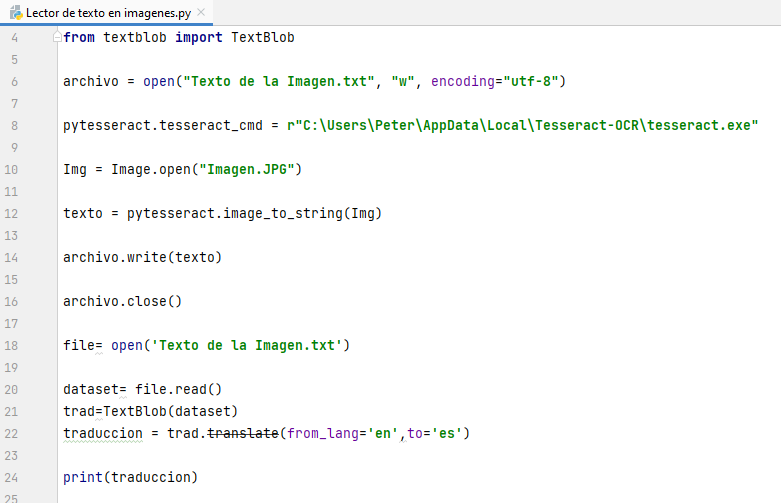 Lector de texto en imagenes.py
4 from textblob import TextBlob
5
6 archivo = open("Texto de la Imagen.txt", "w", encoding="utf-8")
7
8 pytesseract.tesseract_cmd = r"C:\Users\Peter\AppData\Local\Tesseract-OCR\tesseract.exe"
9
10 Img = Image.open("Imagen.JPG")
11
12 texto = pytesseract.image_to_string(Img)
13
14 archivo.write(texto)
15
16 archivo.close()
17
18 file= open('Texto de la Imagen.txt')
19
20 dataset= file.read()
21 trad=TextBlob(dataset)
22 traduccion = trad.translate(from_lang='en',to='es')
23
24 print(traduccion)
25